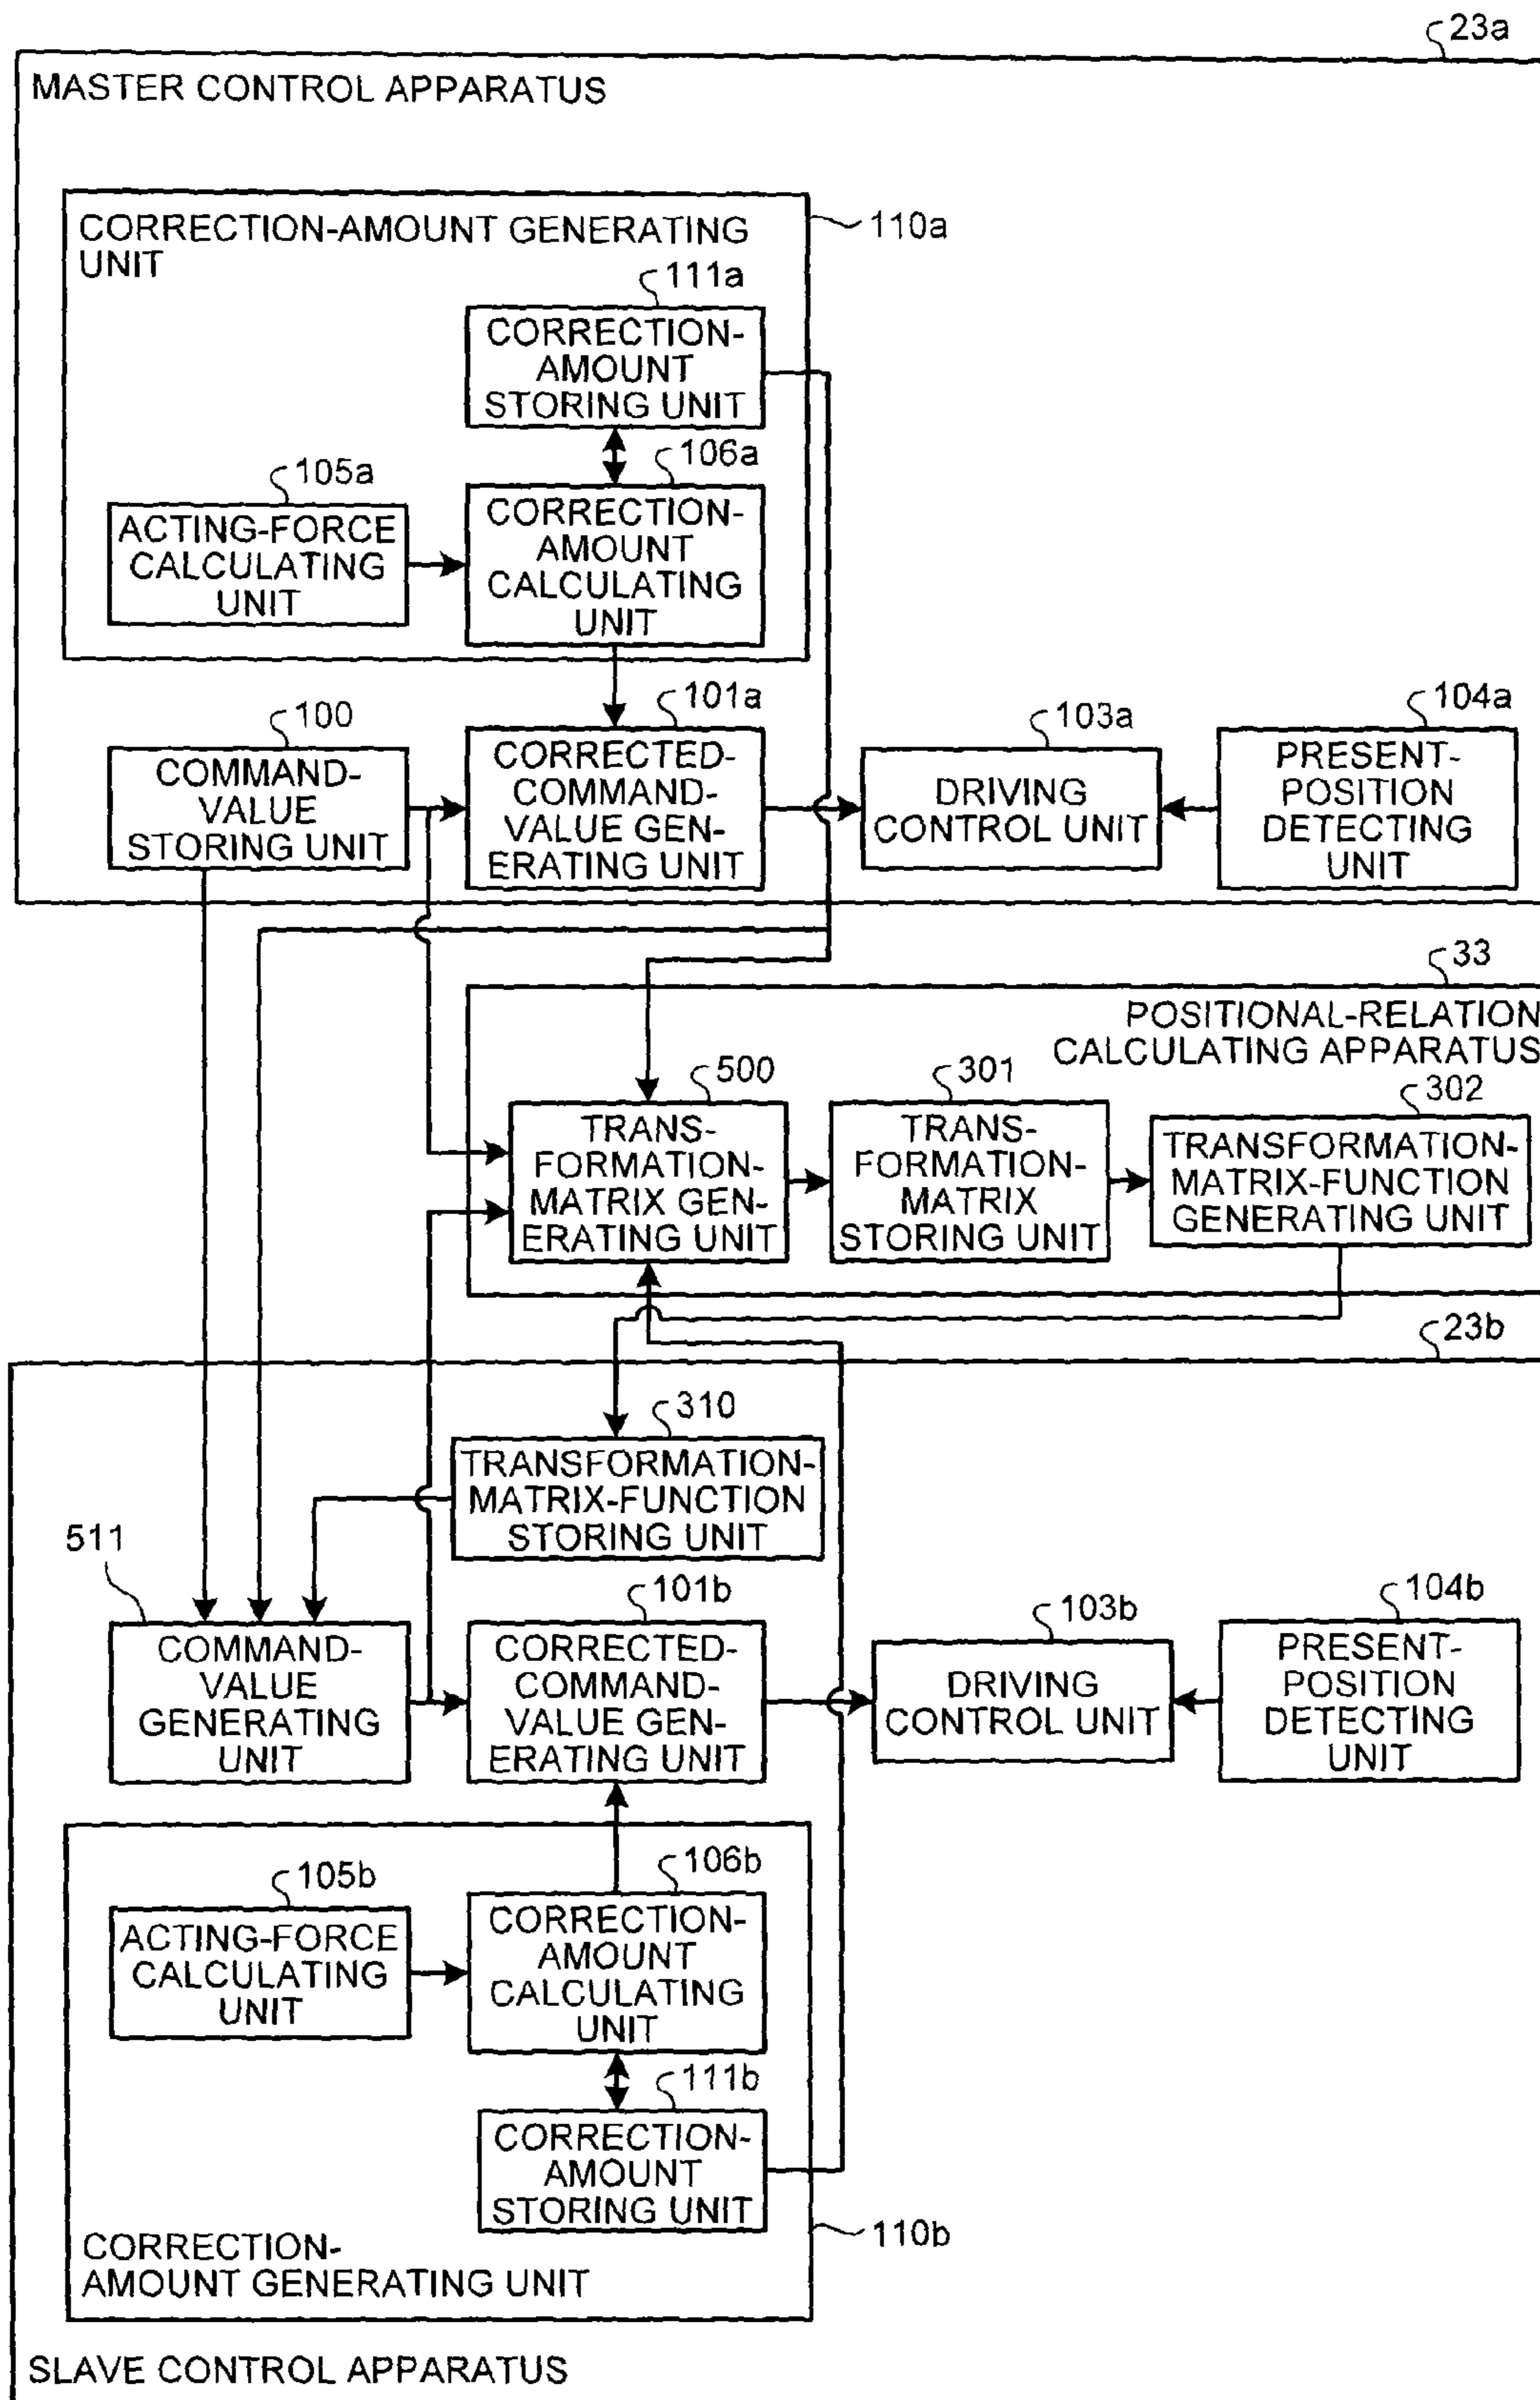 23a
MASTER CONTROL APPARATUS
CORRECTION-AMOUNT GENERATING
UNIT
110a
111a
CORRECTION-
AMOUNT
STORING UNIT
105a
ACTING-FORCE
CALCULATING
UNIT
106a
CORRECTION-
AMOUNT
CALCULATING
UNIT
100
COMMAND-
VALUE
STORING UNIT
101a
CORRECTED-
COMMAND-
VALUE GEN-
ERATING UNIT
103a
DRIVING
CONTROL UNIT
104a
PRESENT-
POSITION
DETECTING
UNIT
33
POSITIONAL-RELATION
CALCULATING APPARATUS
500
TRANS-
FORMATION-
MATRIX GEN-
ERATING UNIT
301
TRANS-
FORMATION-
MATRIX
STORING UNIT
302
TRANSFORMATION-
MATRIX-FUNCTION
GENERATING UNIT
23b
310
TRANSFORMATION-
MATRIX-FUNCTION
STORING UNIT
511
COMMAND-
VALUE
GENERATING
UNIT
101b
CORRECTED-
COMMAND-
VALUE GEN-
ERATING UNIT
103b
DRIVING
CONTROL UNIT
104b
PRESENT-
POSITION
DETECTING
UNIT
105b
ACTING-FORCE
CALCULATING
UNIT
106b
CORRECTION-
AMOUNT
CALCULATING
UNIT
111b
CORRECTION-
AMOUNT
STORING UNIT
110b
CORRECTION-
AMOUNT GENERATING UNIT
SLAVE CONTROL APPARATUS